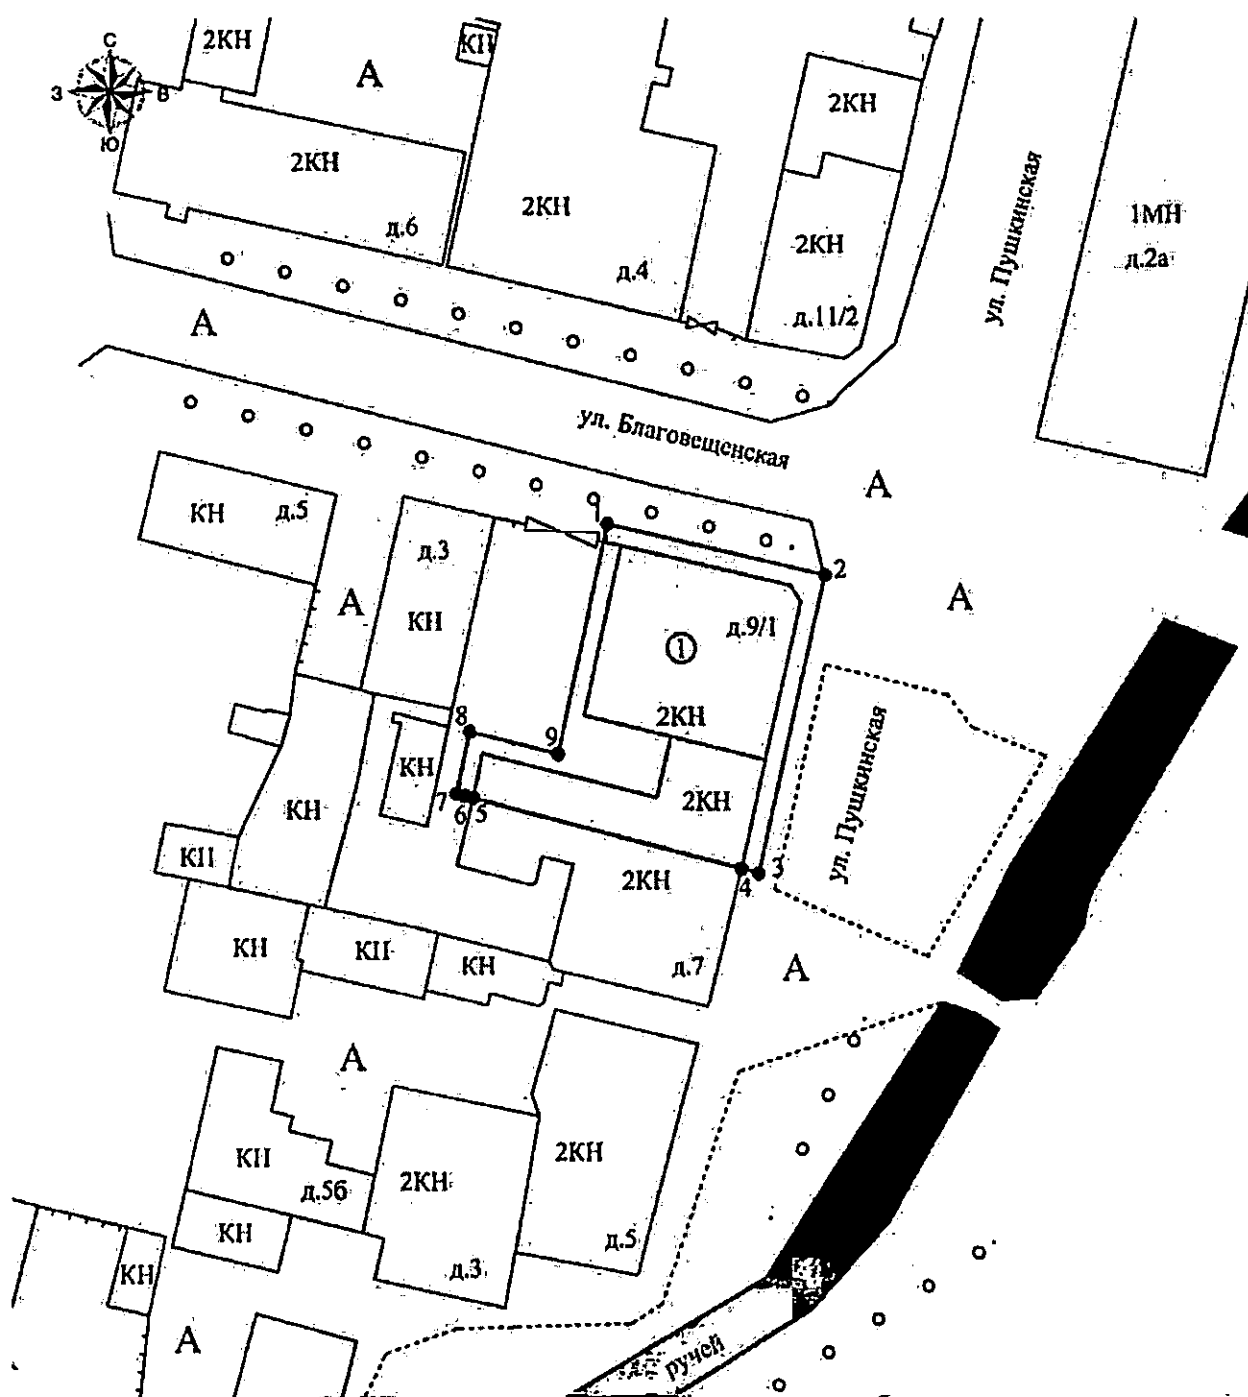 С
З
В
Ю
2КН
А
КН
2КН
2КН
д.6
2КН
д.4
2КН
2КН
д.11/2
ул. Пушкинская
1МН
д.2а
А
ул. Благовещенская
А
КН
д.5
д.3
КН
А
1
2
А
д.9/1
1
2КН
8
9
КН
7
6
5
2КН
ул. Пушкинская
КН
КН
2КН
4
3
КН
КН
КН
д.7
А
А
КН
д.5б
2КН
2КН
КН
д.3
д.5
КН
А
ручей